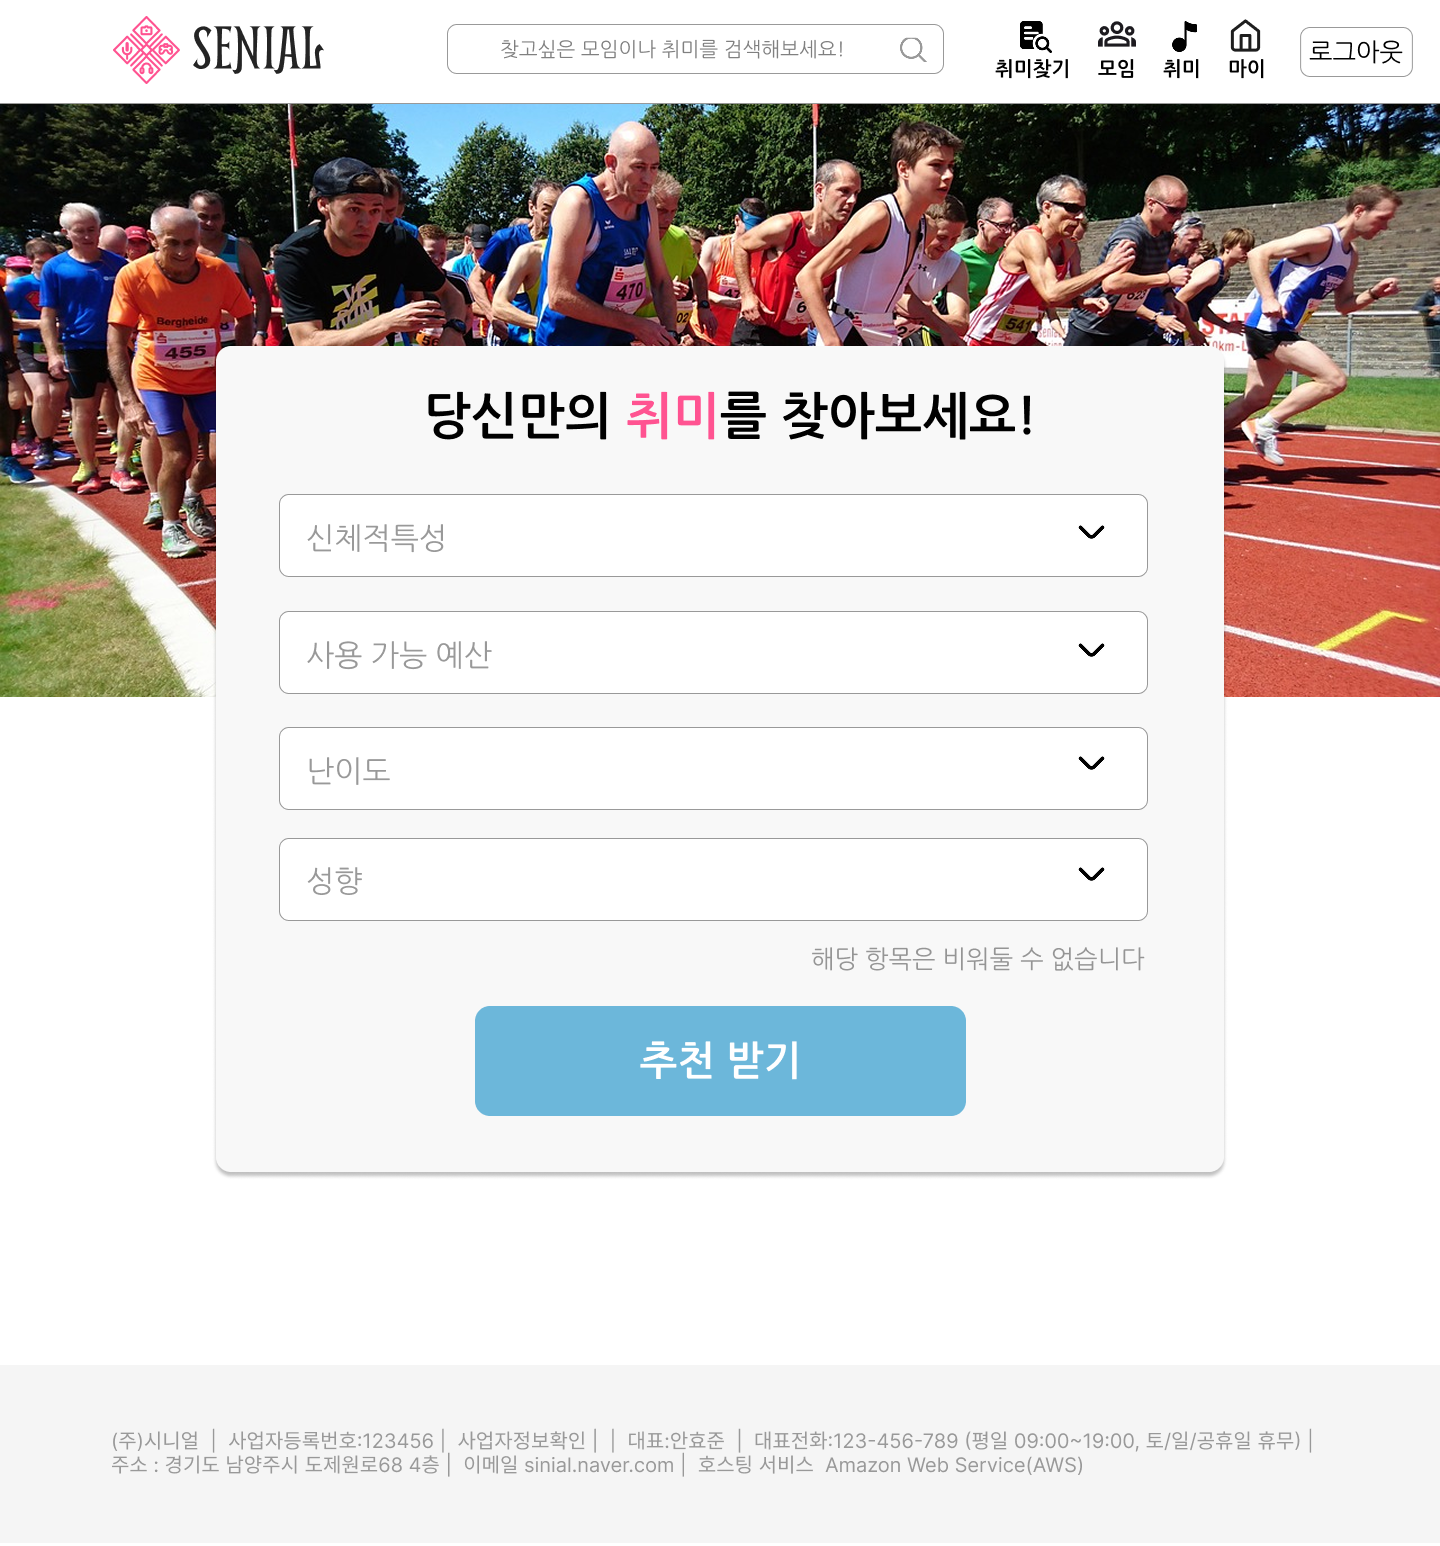 SENIAL
찾고싶은 모임이나 취미를 검색해보세요!
취미찾기 모임 취미 마이
로그아웃
Bergheide
455
470
541
당신만의 취미를 찾아보세요!
신체적특성
사용 가능 예산
난이도
성향
해당 항목은 비워둘 수 없습니다
추천 받기
(주)시니얼 | 사업자등록번호:123456 | 사업자정보확인 | | 대표:안효준 | 대표전화:123-456-789 (평일 09:00~19:00, 토/일/공휴일 휴무) |
주소 : 경기도 남양주시 도제원로68 4층 | 이메일 sinial.naver.com | 호스팅 서비스 Amazon Web Service(AWS)